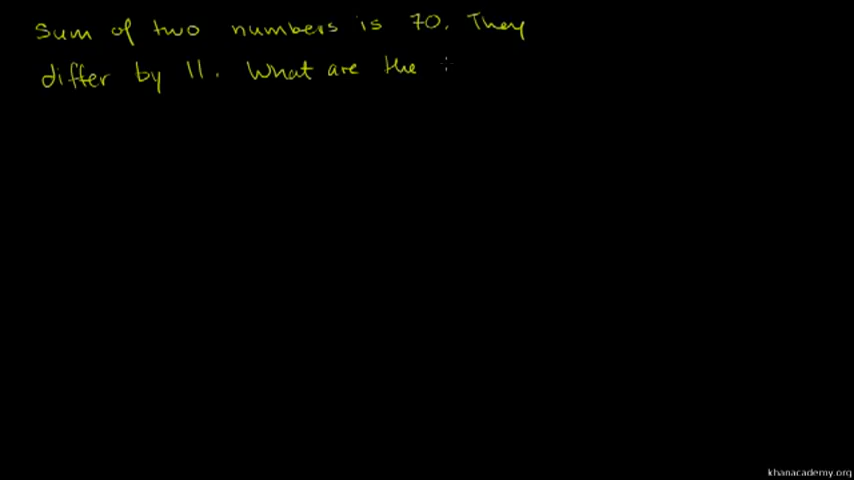 Sum of two numbers is 70. They
differ by 11. What are the
khanacademy.org